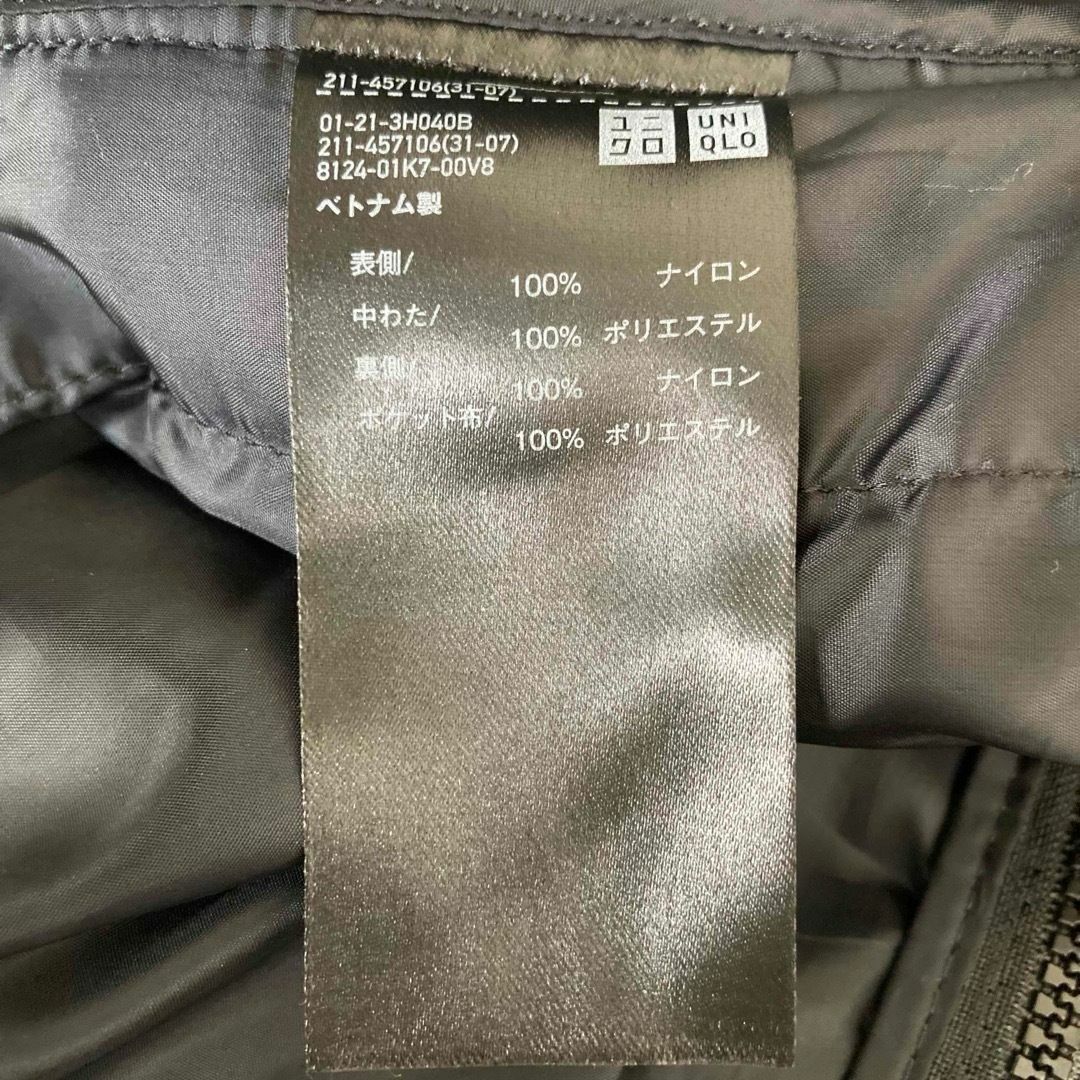 211-457106(31-07)
01-21-3H040B
211-457106(31-07)
8124-01K7-00V8
ベトナム製
ユニ
クロ
UNI
QLO
表側/
100% ナイロン
中わた/
100% ポリエステル
裏側/
100% ナイロン
ポケット布/
100% ポリエステル